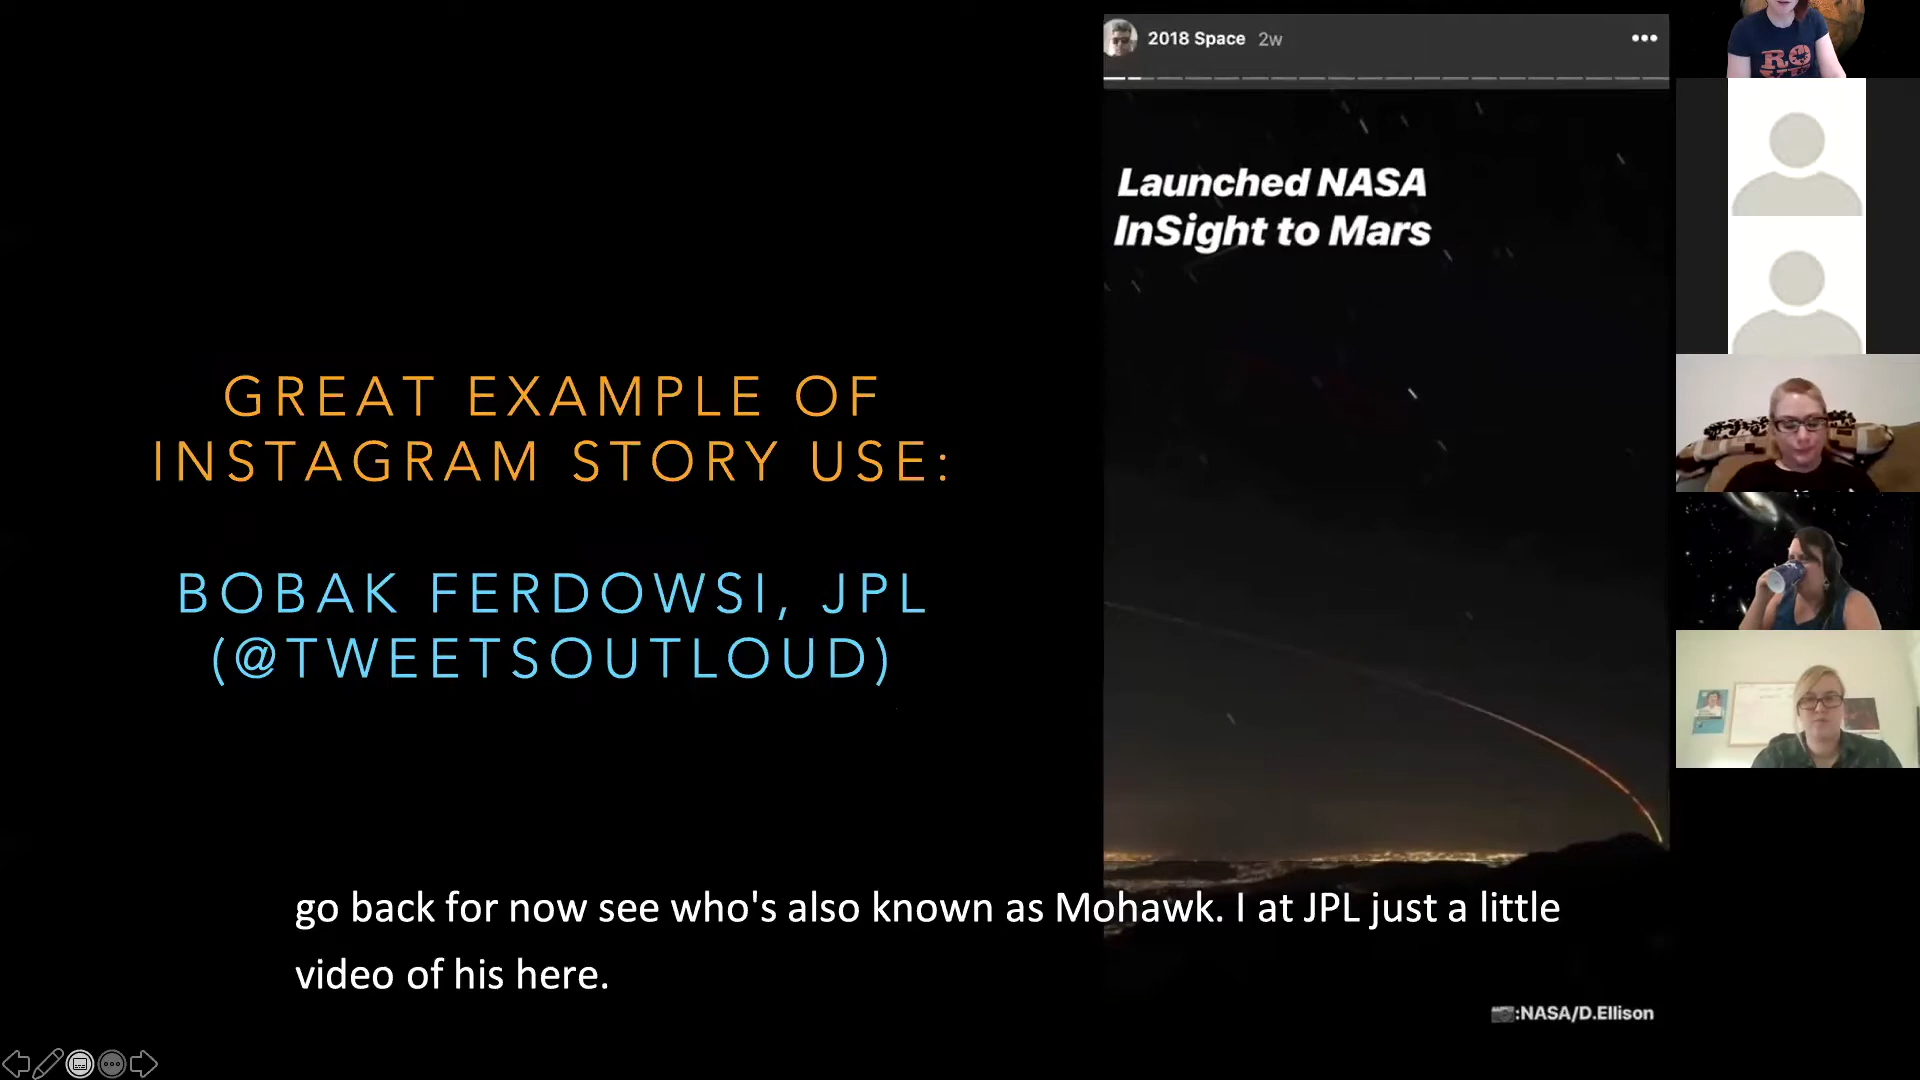 2018 Space 2w
Launched NASA
InSight to Mars
GREAT EXAMPLE OF
INSTAGRAM STORY USE:
BOBAK FERDOWSI, JPL
(@TWEETSOUTLOUD)
go back for now see who's also known as Mohawk. I at JPL just a little
video of his here.
📷:NASA/D.Ellison
RO